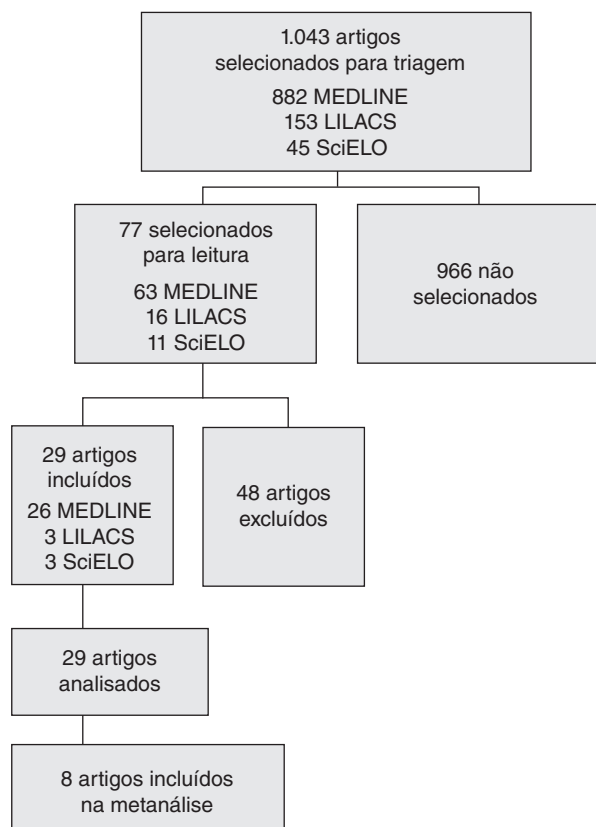 1.043 artigos
selecionados para triagem
882 MEDLINE
153 LILACS
45 SciELO
77 selecionados
para leitura
63 MEDLINE
16 LILACS
11 SciELO
966 não
selecionados
29 artigos
incluídos
26 MEDLINE
3 LILACS
3 SciELO
48 artigos
excluídos
29 artigos
analisados
8 artigos incluídos
na metanálise